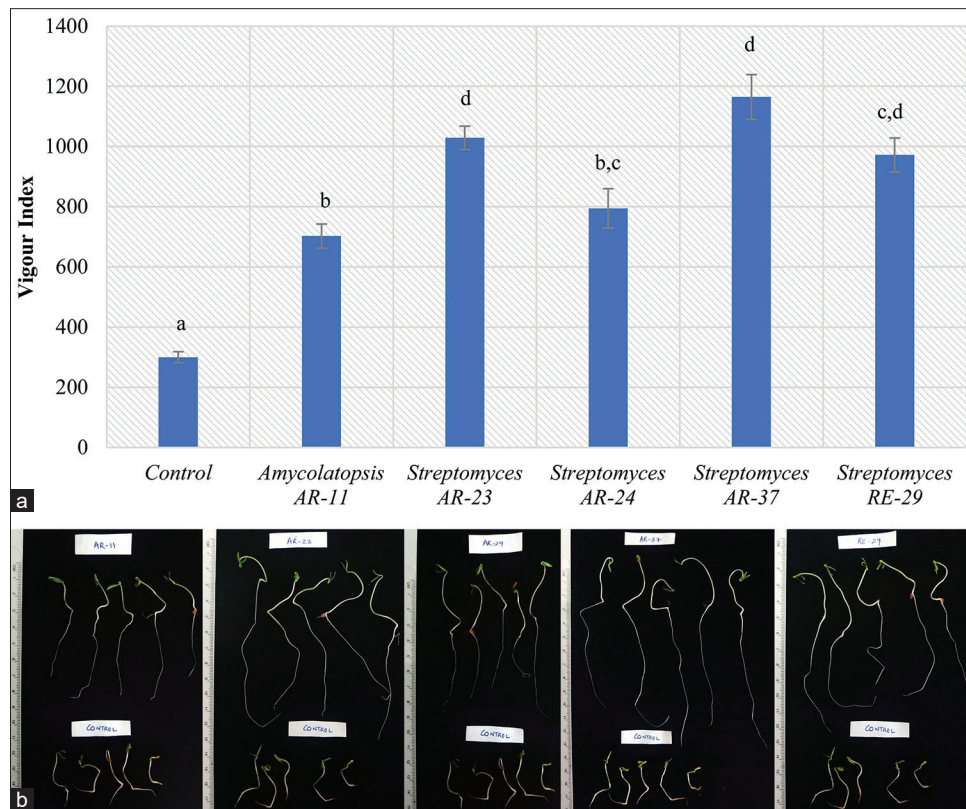 1400
1200
1000
800
600
400
200
0
Vigour Index
a
b
d
b,c
d
c,d
Control
Amycolatopsis
AR-11
Streptomyces
AR-23
Streptomyces
AR-24
Streptomyces
AR-37
Streptomyces
RE-29
a
AR-11
AR-23
AR-24
AR-37
RE-29
CONTROL
CONTROL
CONTROL
CONTROL
CONTROL
b